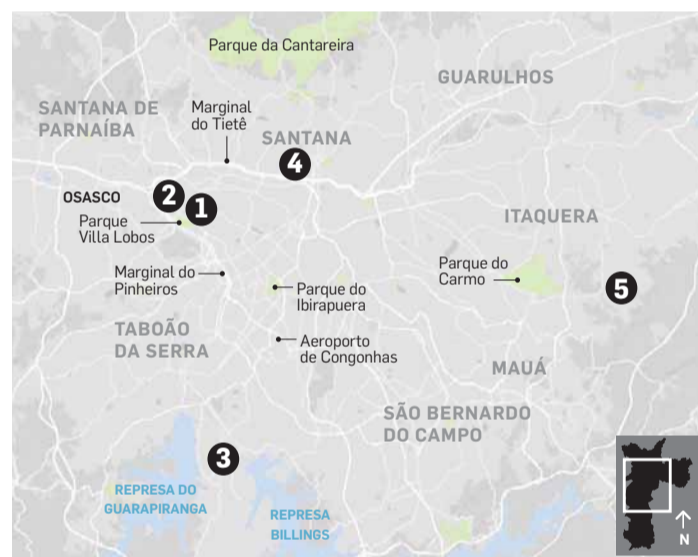 Parque da Cantareira
GUARULHOS
SANTANA DE
PARNAÍBA
Marginal
do Tietê
SANTANA
4
OSASCO
2
1
Parque
Villa Lobos
ITAQUERA
Marginal do
Pinheiros
Parque do
Ibirapuera
Parque do
Carmo
5
TABOÃO
DA SERRA
Aeroporto
de Congonhas
MAUÁ
SÃO BERNARDO
DO CAMPO
3
REPRESA DO
GUARAPIRANGA
REPRESA
BILLINGS
N